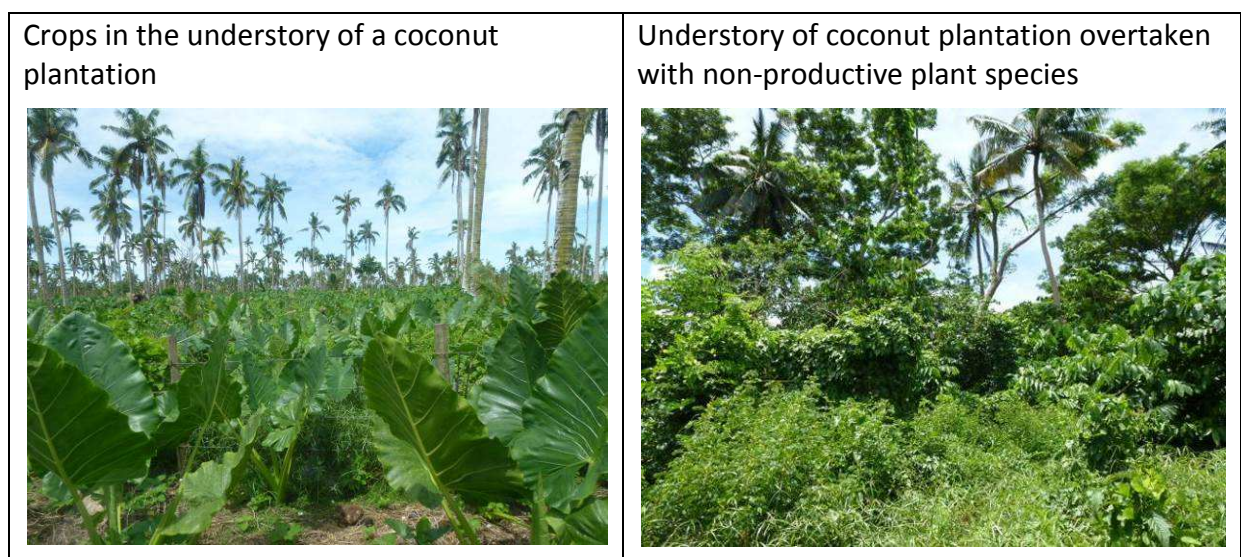 Crops in the understory of a coconut
plantation
Understory of coconut plantation overtaken
with non-productive plant species